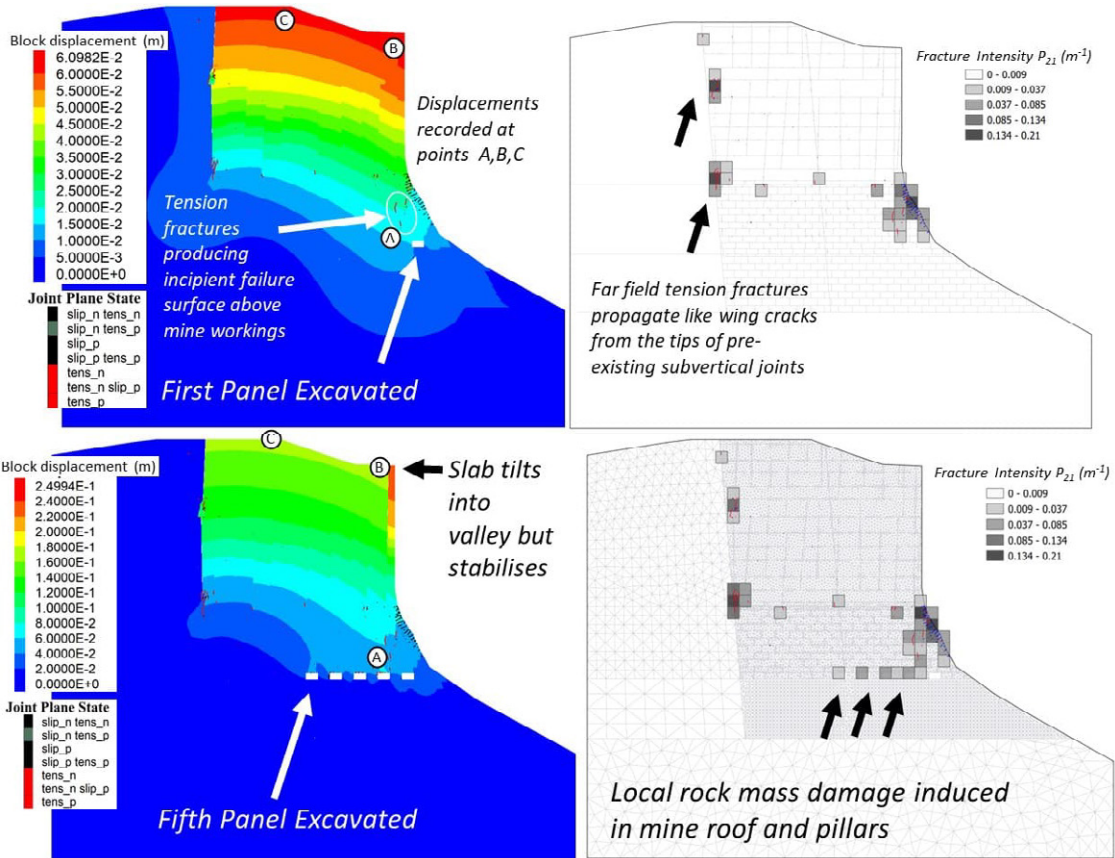 Block displacement (m)
6.0982E-2
6.0000E-2
5.5000E-2
5.0000E-2
4.5000E-2
4.0000E-2
3.5000E-2
3.0000E-2
2.5000E-2
2.0000E-2
1.5000E-2
1.0000E-2
5.0000E-3
0.0000E+0
Joint Plane State
slip_n tens_n
slip_n tens_p
slip_p
slip_p tens_p
tens_n
tens_n slip_p
tens_p
C
B
Displacements
recorded at
points A,B,C
Tension
fractures
producing
incipient failure
surface above
mine workings
A
First Panel Excavated
Fracture Intensity P21 (m-1)
0 - 0.009
0.009 - 0.037
0.037 - 0.085
0.085 - 0.134
0.134 - 0.21
Far field tension fractures
propagate like wing cracks
from the tips of pre-
existing subvertical joints
Block displacement (m)
2.4994E-1
2.4000E-1
2.2000E-1
2.0000E-1
1.8000E-1
1.6000E-1
1.4000E-1
1.2000E-1
1.0000E-1
8.0000E-2
6.0000E-2
4.0000E-2
2.0000E-2
0.0000E+0
Joint Plane State
slip_n tens_n
slip_n tens_p
slip_p
slip_p tens_p
tens_n
tens_n slip_p
tens_p
C
B
Slab tilts
into
valley but
stabilises
A
Fifth Panel Excavated
Fracture Intensity P21 (m-1)
0 - 0.009
0.009 - 0.037
0.037 - 0.085
0.085 - 0.134
0.134 - 0.21
Local rock mass damage induced
in mine roof and pillars